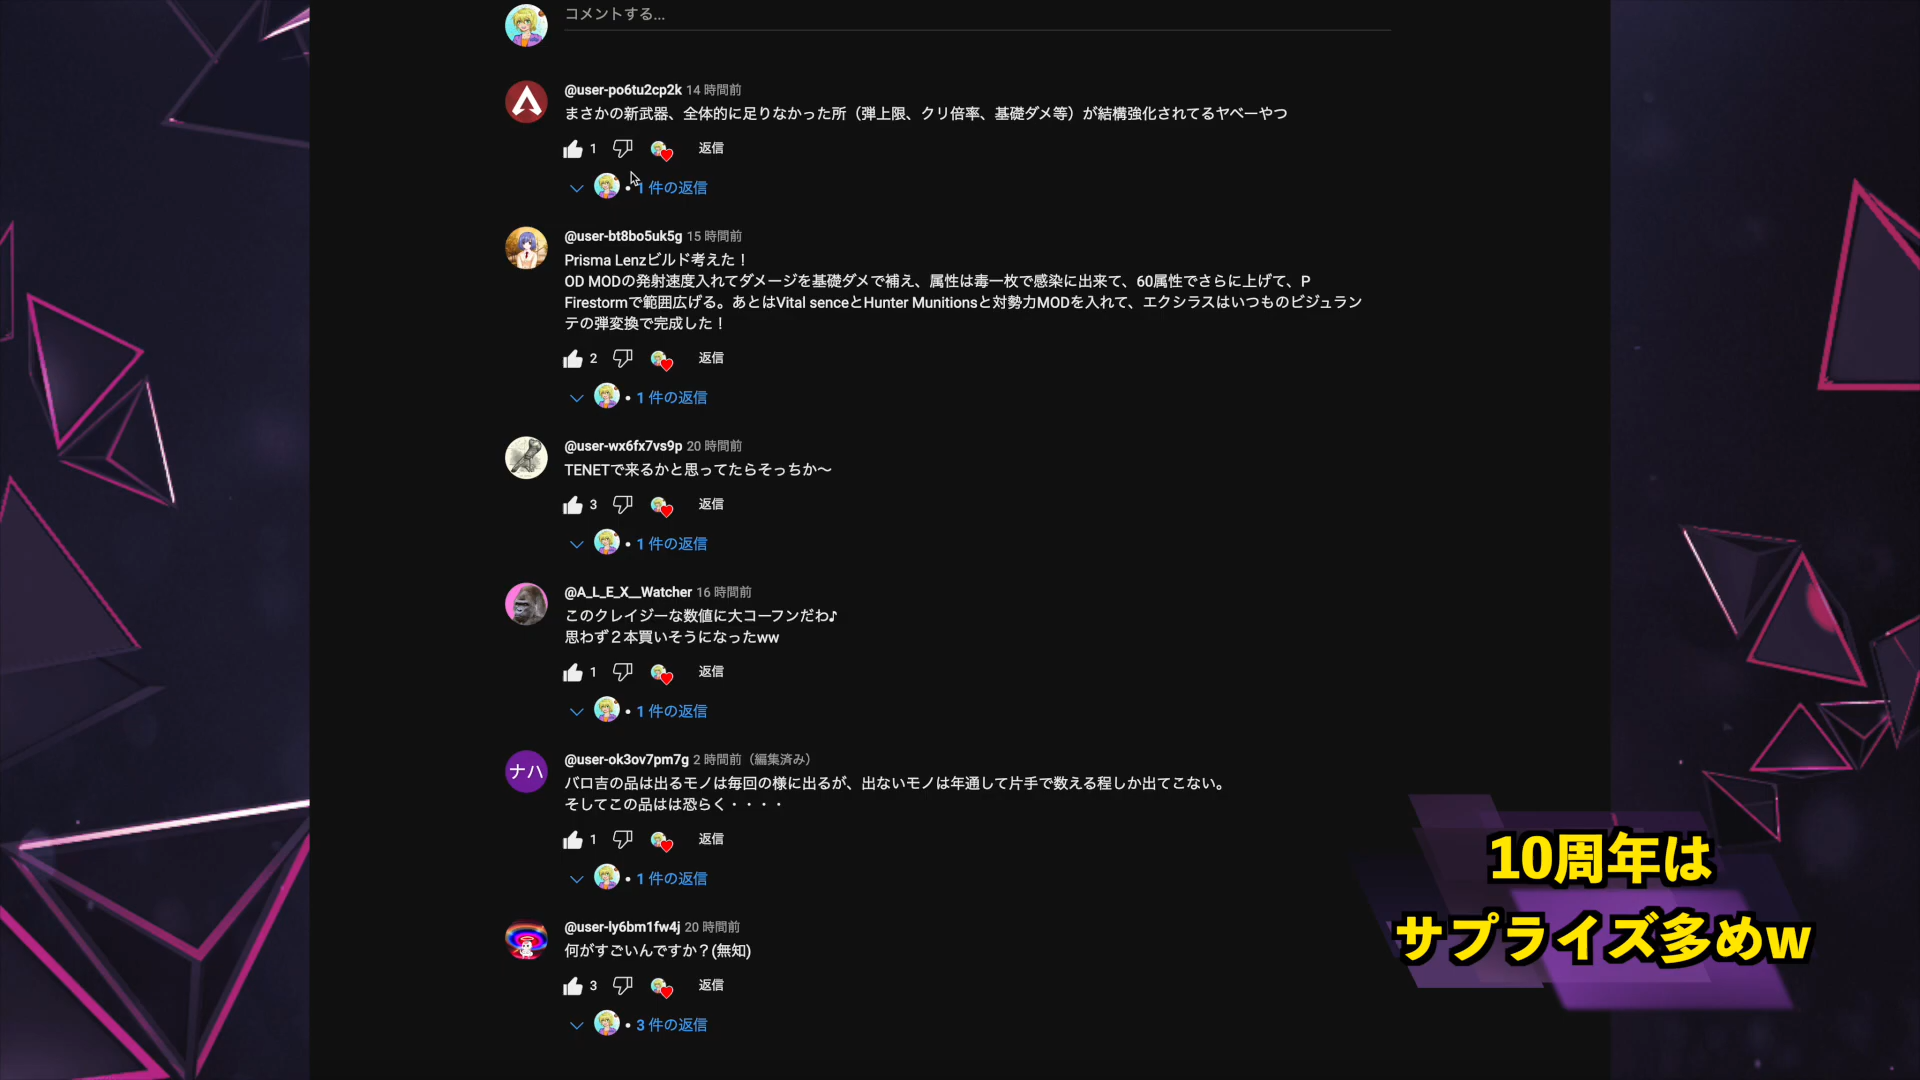 コメントする...
@user-po6tu2cp2k 14 時間前
まさかの新武器、全体的に足りなかった所（弾上限、クリ倍率、基礎ダメ等）が結構強化されてるヤベーやつ
1 返信
• 1 件の返信
@user-bt8bo5uk5g 15 時間前
Prisma Lenzビルド考えた！
OD MODの発射速度入れてダメージを基礎ダメで補え、属性は毒一枚で感染に出来て、60属性でさらに上げて、P
Firestormで範囲広げる。あとはVital senceとHunter Munitionsと対勢力MODを入れて、エクシラスはいつものビジュラン
テの弾変換で完成した！
2 返信
• 1 件の返信
@user-wx6fx7vs9p 20 時間前
TENETで来るかと思ってたらそっちか〜
3 返信
• 1 件の返信
@A_L_E_X__Watcher 16 時間前
このクレイジーな数値に大コーフンだわ♪
思わず２本買いそうになったww
1 返信
• 1 件の返信
ナハ
@user-ok3ov7pm7g 2 時間前（編集済み）
バロ吉の品は出るモノは毎回の様に出るが、出ないモノは年通して片手で数える程しか出てこない。
そしてこの品はは恐らく・・・・
1 返信
• 1 件の返信
@user-ly6bm1fw4j 20 時間前
何がすごいんですか？(無知)
3 返信
• 3 件の返信
10周年は
サプライズ多めw